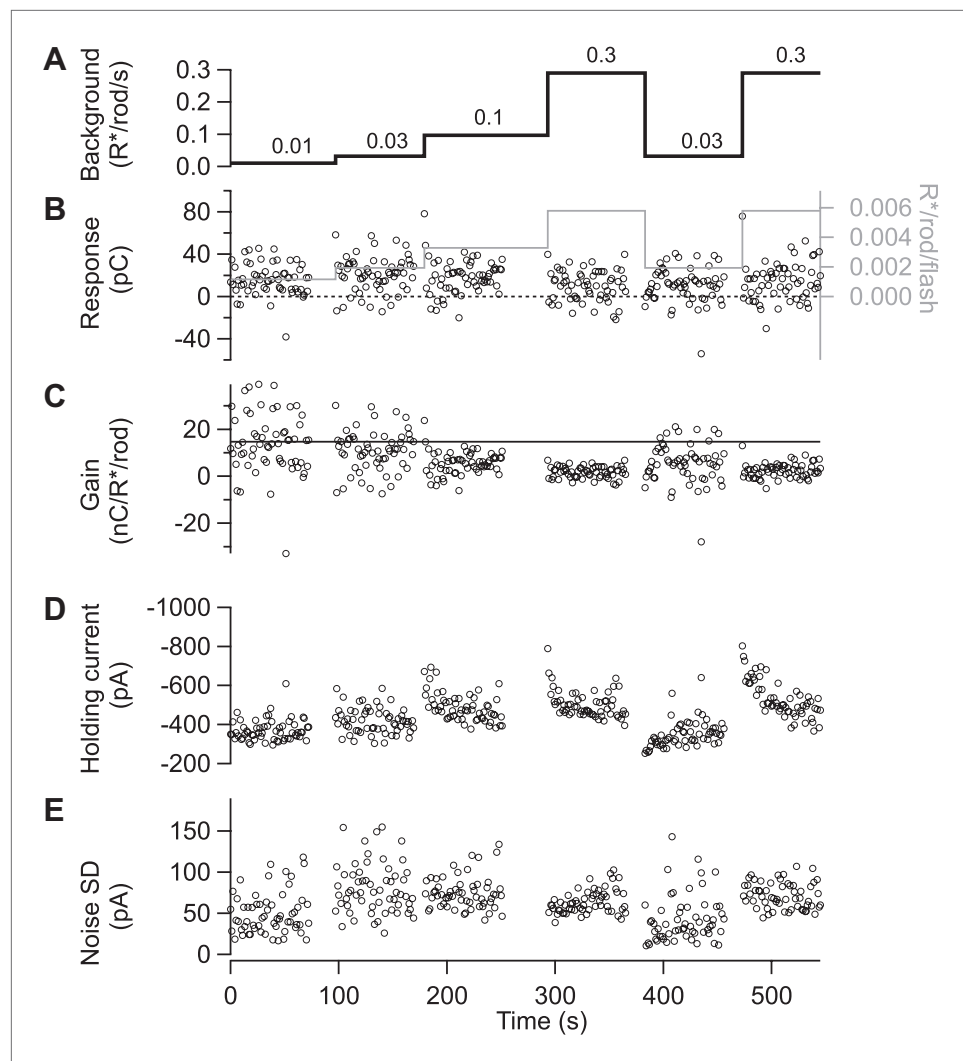 A
Background
(R*/rod/s)
0.3
0.2
0.1
0.0
0.01
0.03
0.1
0.3
0.03
0.3
B
Response
(pC)
80
40
0
-40
0.006
0.004
0.002
0.000
R*/rod/flash
C
Gain
(nC/R*/rod)
20
0
-20
D
Holding current
(pA)
-1000
-800
-600
-400
-200
E
Noise SD
(pA)
150
100
50
0
0
100
200
300
400
500
Time (s)